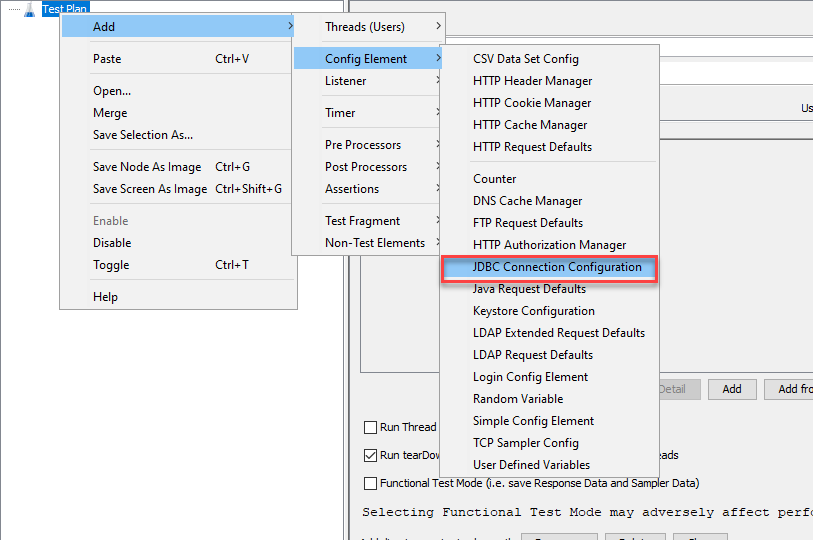 Test Plan
Add
Paste Ctrl+V
Open...
Merge
Save Selection As...
Save Node As Image Ctrl+G
Save Screen As Image Ctrl+Shift+G
Enable
Disable
Toggle Ctrl+T
Help
Threads (Users)
Config Element
Listener
Timer
Pre Processors
Post Processors
Assertions
Test Fragment
Non-Test Elements
CSV Data Set Config
HTTP Header Manager
HTTP Cookie Manager
HTTP Cache Manager
HTTP Request Defaults
Counter
DNS Cache Manager
FTP Request Defaults
HTTP Authorization Manager
JDBC Connection Configuration
Java Request Defaults
Keystore Configuration
LDAP Extended Request Defaults
LDAP Request Defaults
Login Config Element
Random Variable
Simple Config Element
TCP Sampler Config
User Defined Variables
Us
Detail Add Add fro
Run Thread
Run tearDow eads
Functional Test Mode (i.e. save Response Data and Sampler Data)
Selecting Functional Test Mode may adversely affect perfo